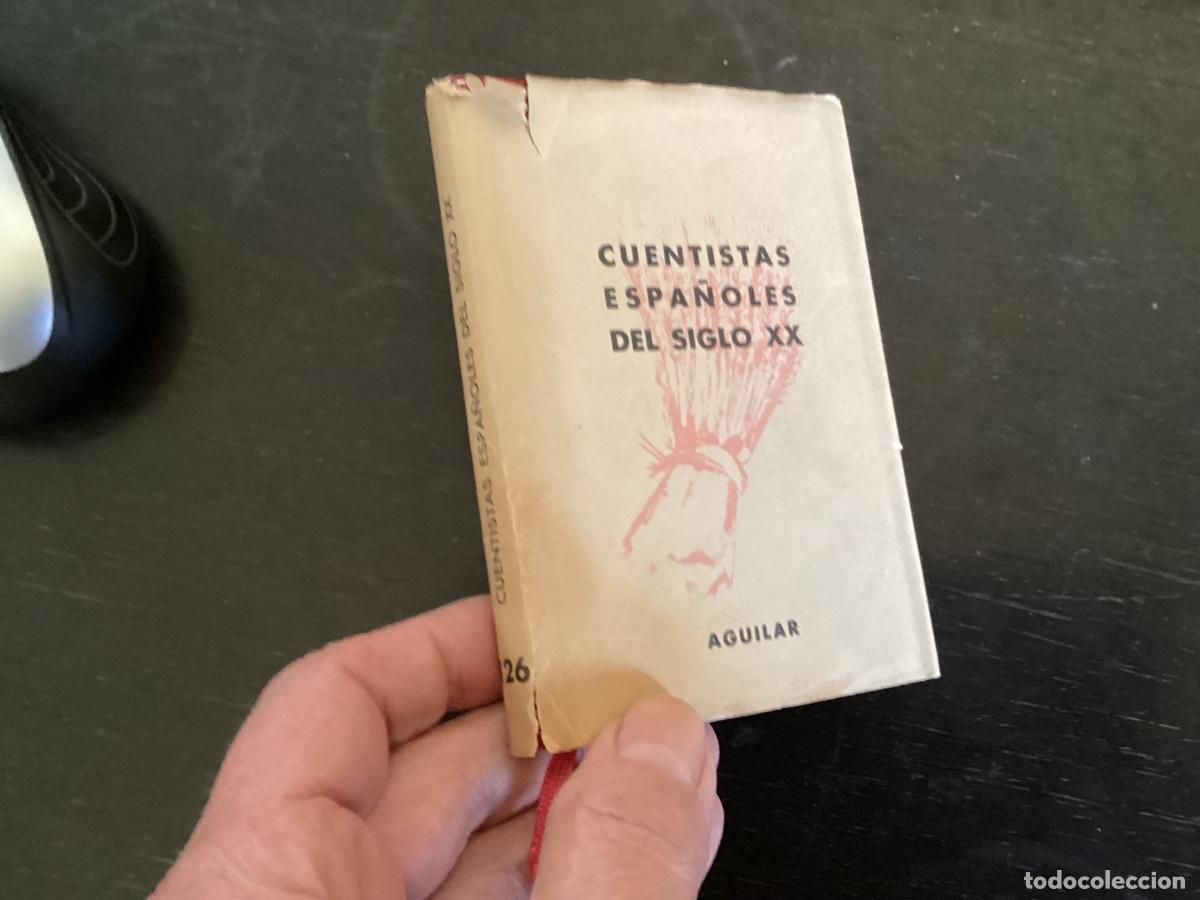 CUENTISTAS
ESPAÑOLES
DEL SIGLO XX
AGUILAR
CUENTISTAS ESPAÑOLES DEL SIGLO XX
26
todocoleccion